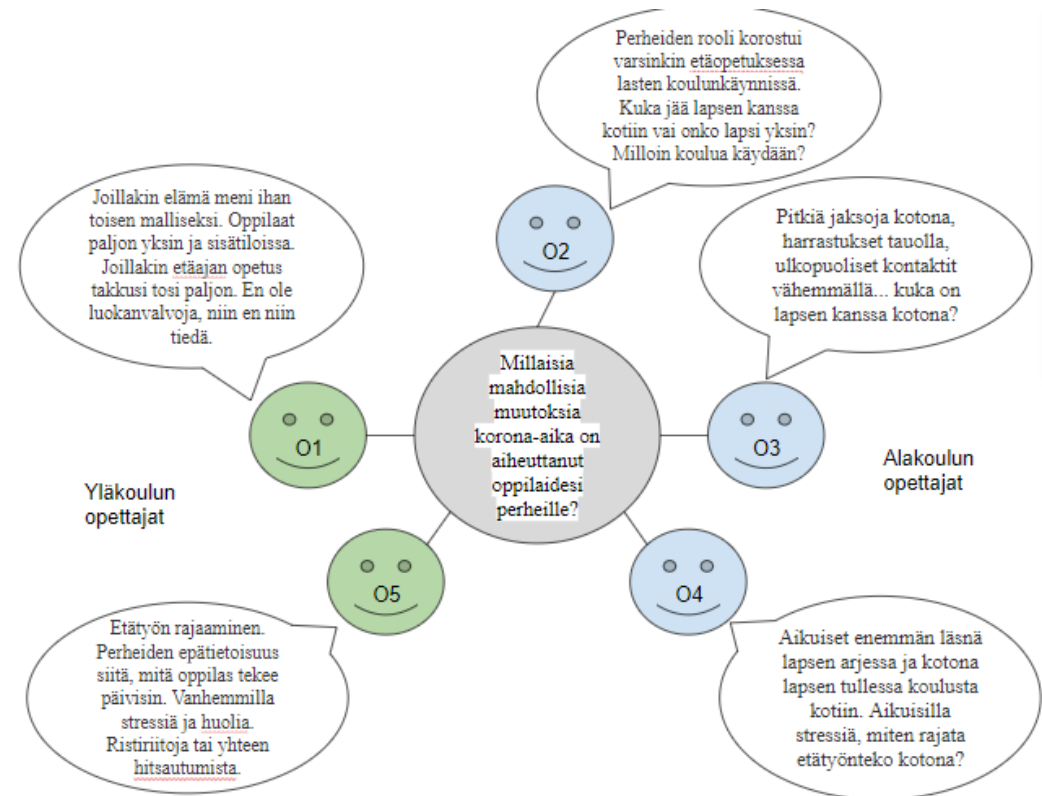 Perheiden rooli korostui
varsinkin etäopetuksessa
lasten koulunkäynnissä.
Kuka jää lapsen kanssa
kotiin vai onko lapsi yksin?
Milloin koulua käydään?
Joillakin elämä meni ihan
toisen malliseksi. Oppilaat
paljon yksin ja sisätiloissa.
Joillakin etäajan opetus
takkusi tosi paljon. En ole
luokanvalvoja, niin en niin
tiedä.
Pitkiä jaksoja kotona,
harrastukset tauolla,
ulkopuoliset kontaktit
vähemmällä... kuka on
lapsen kanssa kotona?
O2
Millaisia
mahdollisia
muutoksia
korona-aika on
aiheuttanut
oppilaidesi
perheille?
O1
O3
Yläkoulun
opettajat
Alakoulun
opettajat
O5
O4
Etätyön rajaaminen.
Perheiden epätietoisuus
siitä, mitä oppilas tekee
päivisin. Vanhemmilla
stressiä ja huolia.
Ristiriitoja tai yhteen
hitsautumista.
Aikuiset enemmän läsnä
lapsen arjessa ja kotona
lapsen tullessa koulusta
kotiin. Aikuisilla
stressiä, miten rajata
etätyönteko kotona?